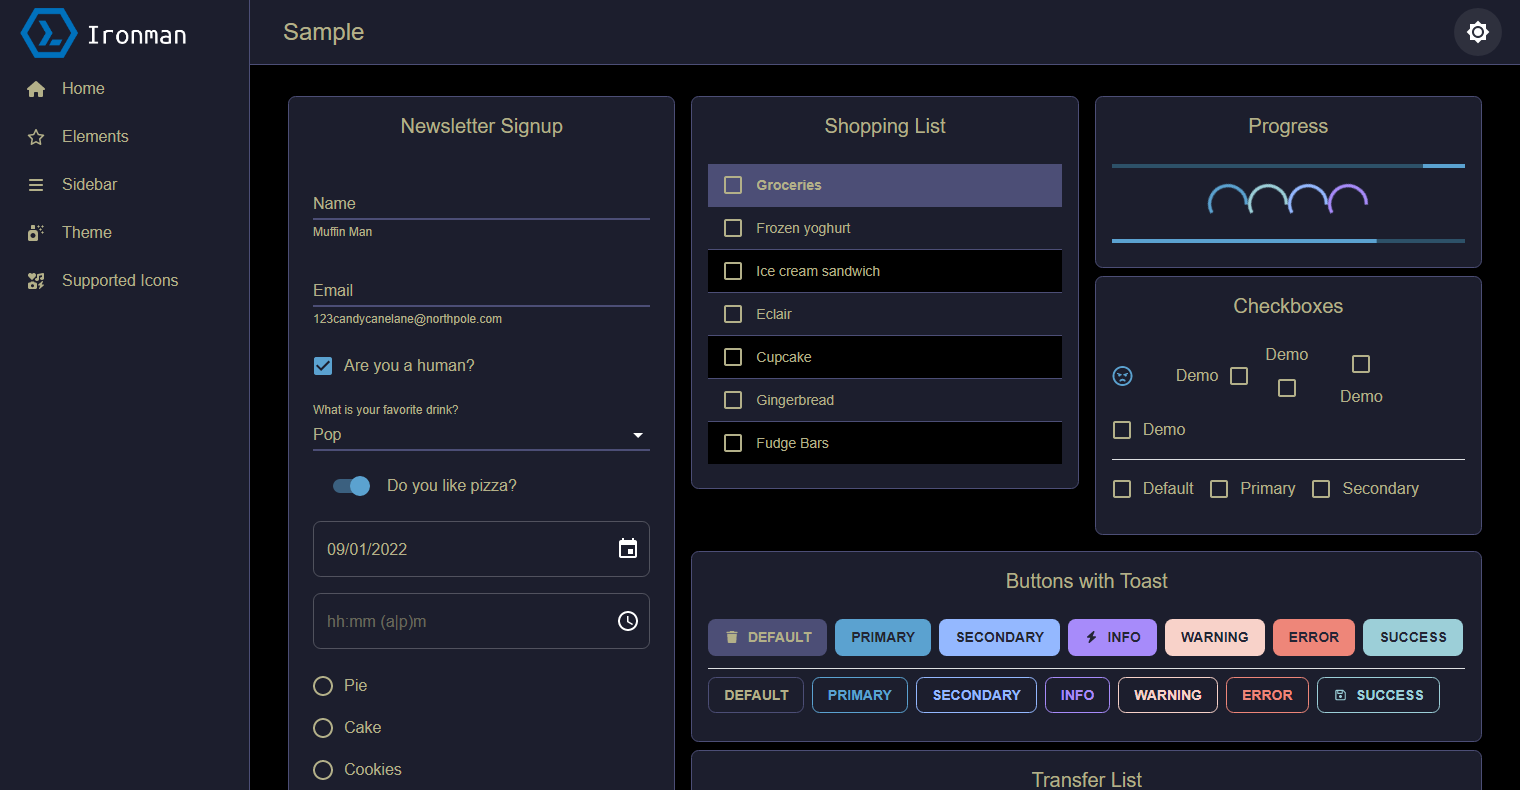 Ironman
Home
Elements
Sidebar
Theme
Supported Icons
Sample
Newsletter Signup
Name
Muffin Man
Email
123candycanelane@northpole.com
Are you a human?
What is your favorite drink?
Pop
Do you like pizza?
09/01/2022
hh:mm (a|p)m
Pie
Cake
Cookies
Shopping List
Groceries
Frozen yoghurt
Ice cream sandwich
Eclair
Cupcake
Gingerbread
Fudge Bars
Progress
Checkboxes
Demo
Demo
Demo
Demo
Default Primary Secondary
Buttons with Toast
DEFAULT PRIMARY SECONDARY INFO WARNING ERROR SUCCESS
DEFAULT PRIMARY SECONDARY INFO WARNING ERROR SUCCESS
Transfer List